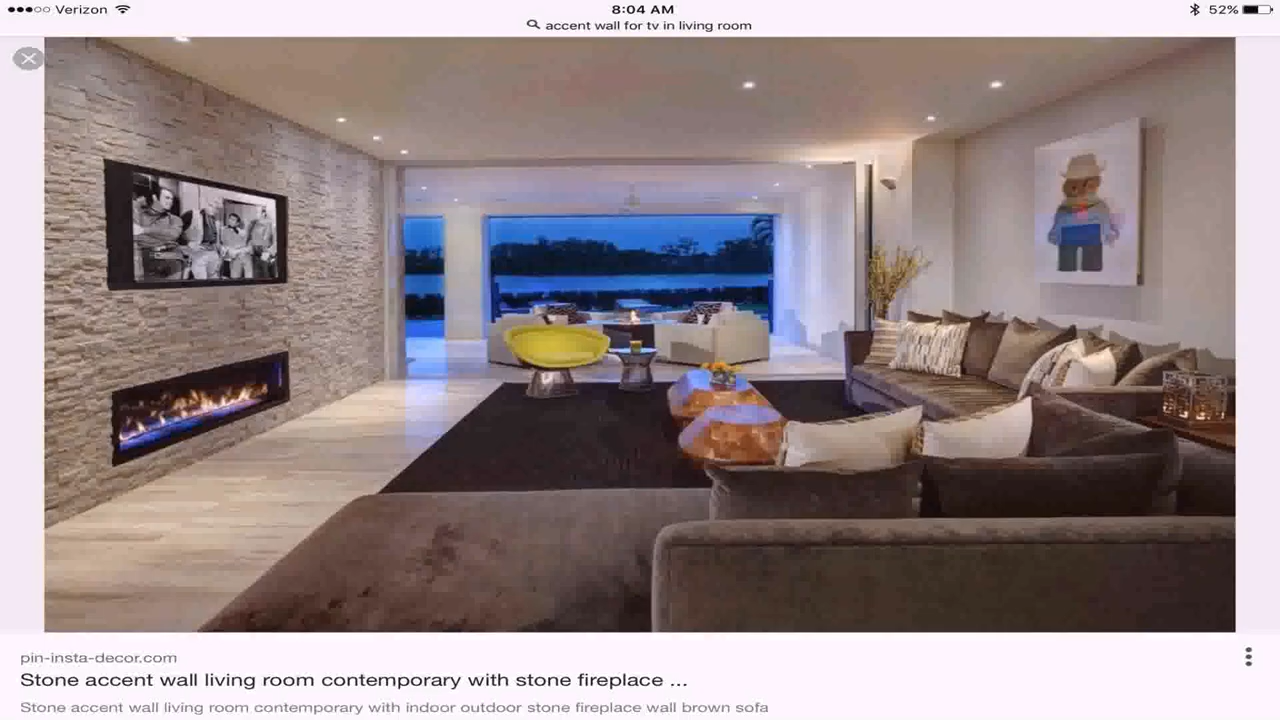 Verizon
8:04 AM
52%
accent wall for tv in living room
pin-insta-decor.com
Stone accent wall living room contemporary with stone fireplace ...
Stone accent wall living room contemporary with indoor outdoor stone fireplace wall brown sofa